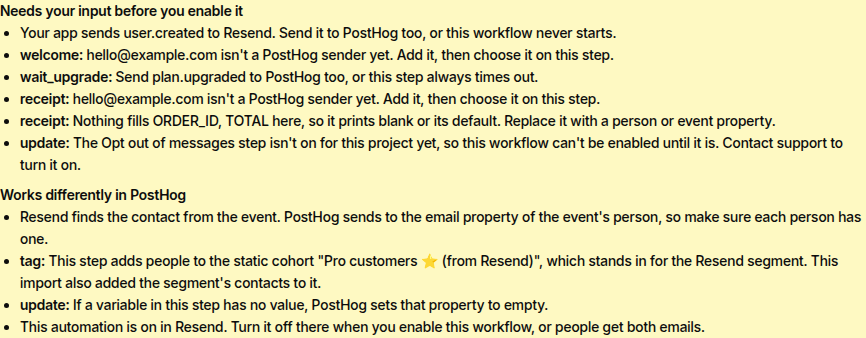 Needs your input before you enable it
• Your app sends user.created to Resend. Send it to PostHog too, or this workflow never starts.
• welcome: hello@example.com isn't a PostHog sender yet. Add it, then choose it on this step.
• wait_upgrade: Send plan.upgraded to PostHog too, or this step always times out.
• receipt: hello@example.com isn't a PostHog sender yet. Add it, then choose it on this step.
• receipt: Nothing fills ORDER_ID, TOTAL here, so it prints blank or its default. Replace it with a person or event property.
• update: The Opt out of messages step isn't on for this project yet, so this workflow can't be enabled until it is. Contact support to
turn it on.
Works differently in PostHog
• Resend finds the contact from the event. PostHog sends to the email property of the event's person, so make sure each person has
one.
• tag: This step adds people to the static cohort "Pro customers ⭐ (from Resend)", which stands in for the Resend segment. This
import also added the segment's contacts to it.
• update: If a variable in this step has no value, PostHog sets that property to empty.
• This automation is on in Resend. Turn it off there when you enable this workflow, or people get both emails.